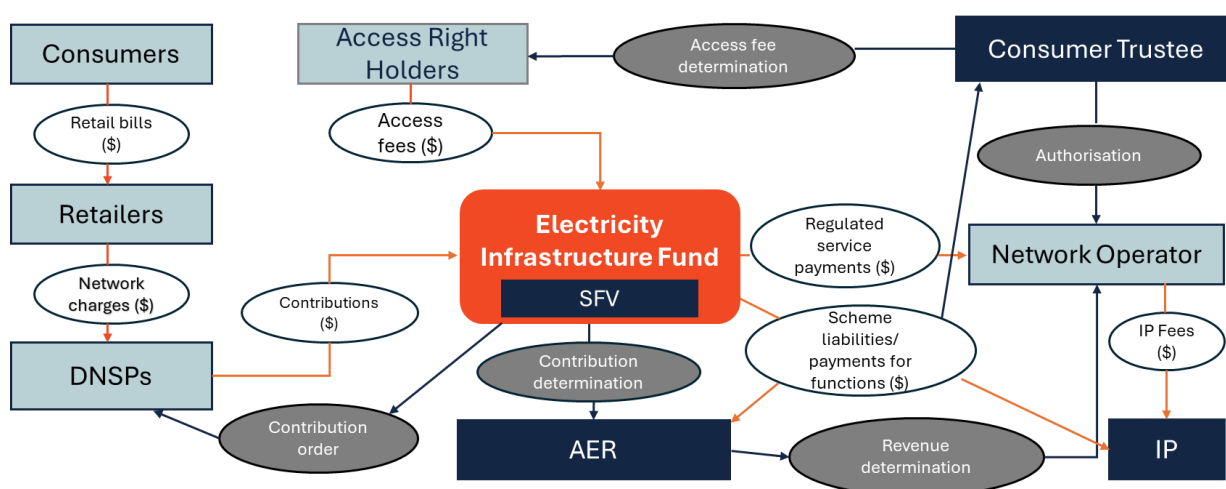 Consumers
Access Right
Holders
Access fee
determination
Consumer Trustee
Retail bills
($)
Access
fees ($)
Authorisation
Retailers
Electricity
Infrastructure Fund
SFV
Regulated
service
payments ($)
Network Operator
Network
charges ($)
Contributions
($)
Scheme
liabilities/
payments for
functions ($)
IP Fees
($)
DNSPs
Contribution
determination
Contribution
order
AER
Revenue
determination
IP